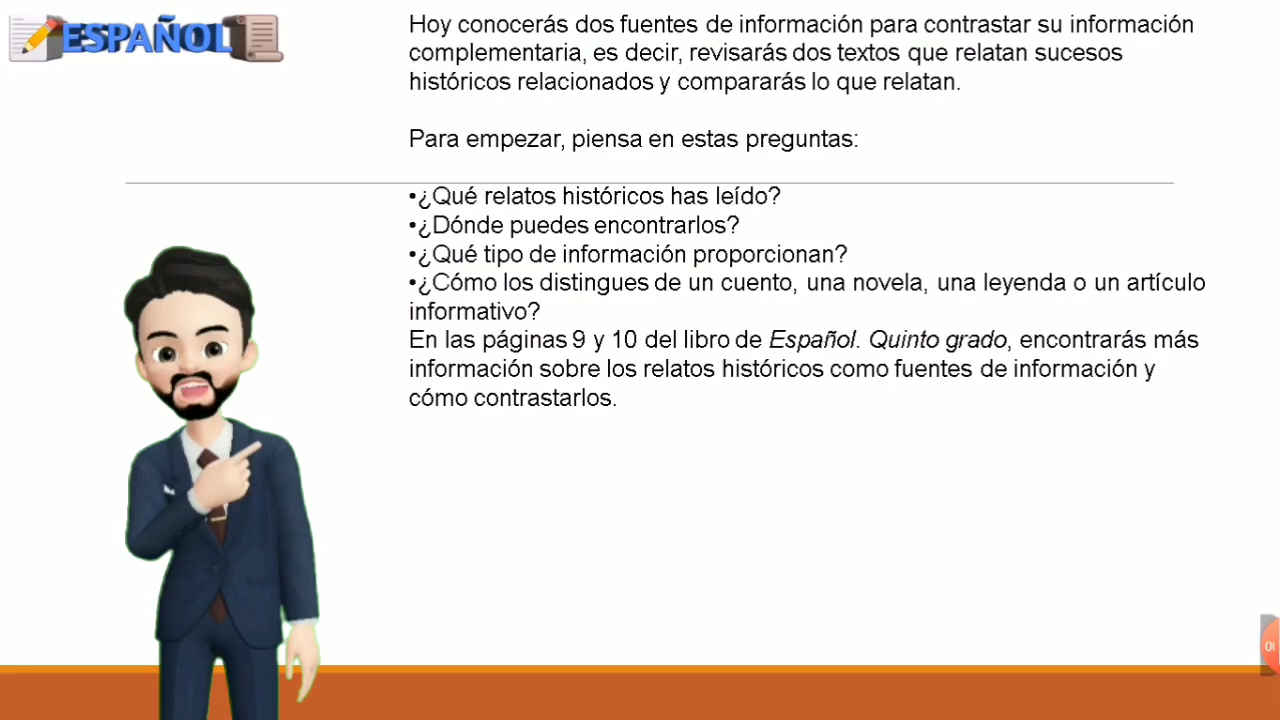 ESPAÑOL
Hoy conocerás dos fuentes de información para contrastar su información
complementaria, es decir, revisarás dos textos que relatan sucesos
históricos relacionados y compararás lo que relatan.
Para empezar, piensa en estas preguntas:
•¿Qué relatos históricos has leído?
•¿Dónde puedes encontrarlos?
•¿Qué tipo de información proporcionan?
•¿Cómo los distingues de un cuento, una novela, una leyenda o un artículo
informativo?
En las páginas 9 y 10 del libro de Español. Quinto grado, encontrarás más
información sobre los relatos históricos como fuentes de información y
cómo contrastarlos.